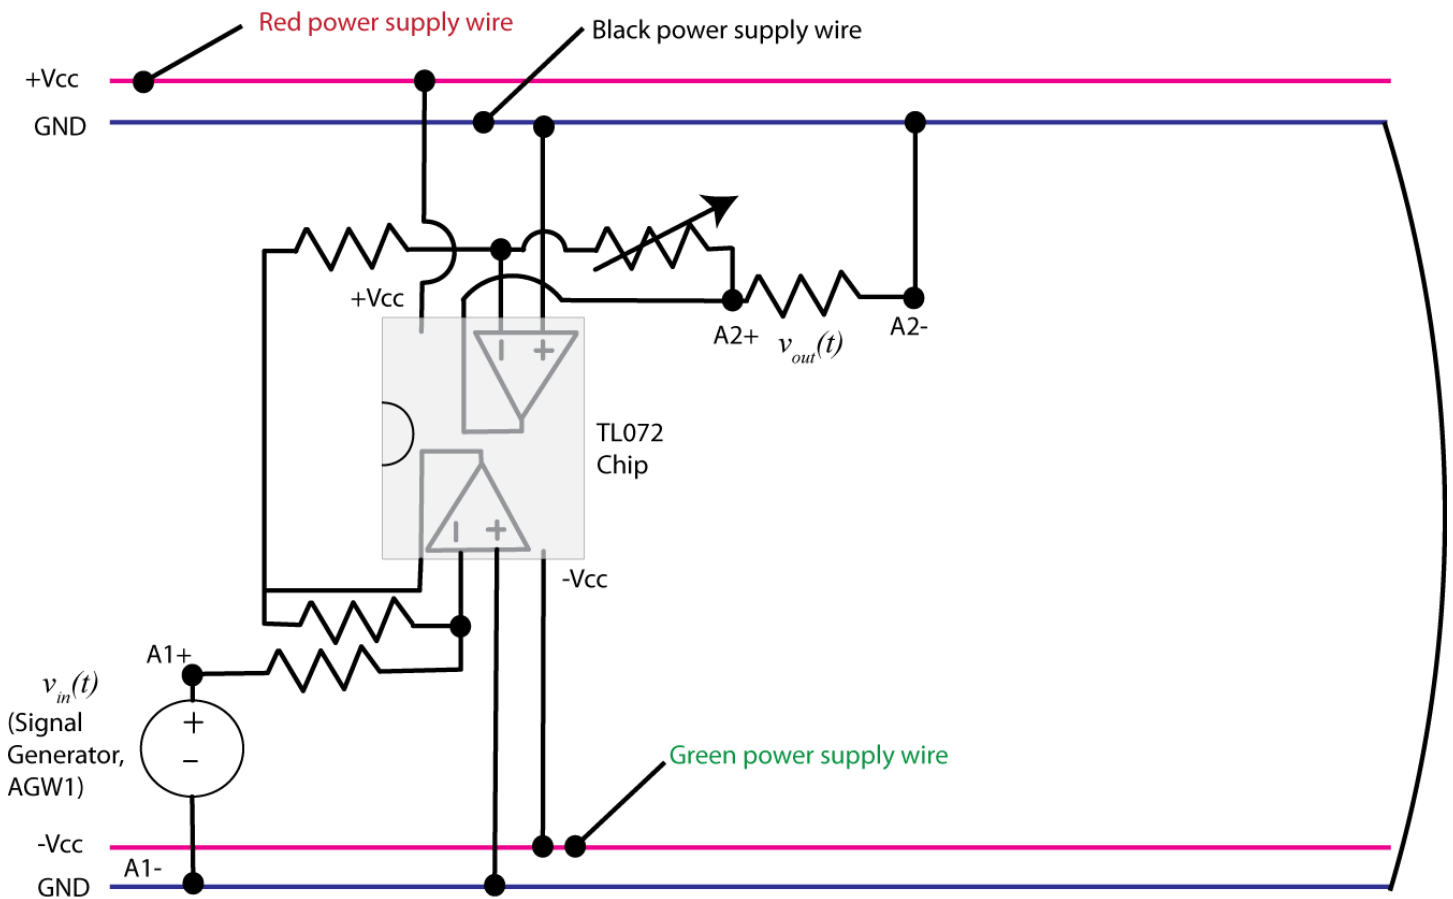 Red power supply wire
Black power supply wire
+Vcc
GND
+Vcc
A2+
v_out(t)
A2-
TL072
Chip
-Vcc
A1+
v_in(t)
(Signal
Generator,
AGW1)
Green power supply wire
-Vcc
A1-
GND